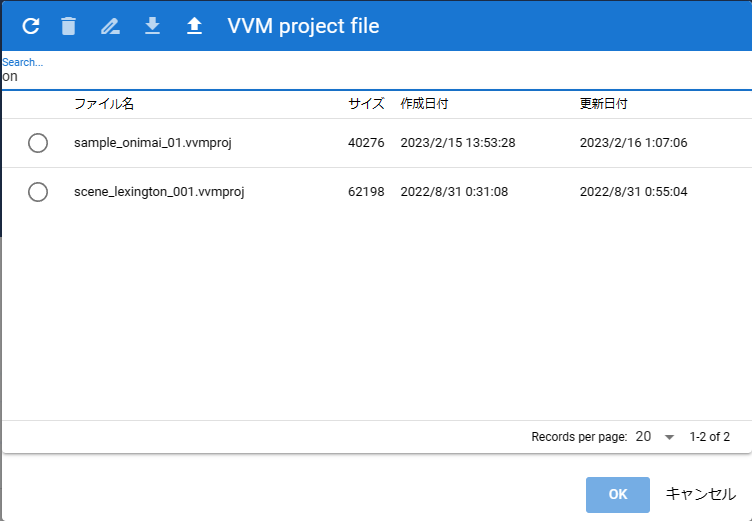 VVM project file
Search...
on
ファイル名 サイズ 作成日付 更新日付
sample_onimai_01.vvmproj 40276 2023/2/15 13:53:28 2023/2/16 1:07:06
scene_lexington_001.vvmproj 62198 2022/8/31 0:31:08 2022/8/31 0:55:04
Records per page: 20 1-2 of 2
OK キャンセル